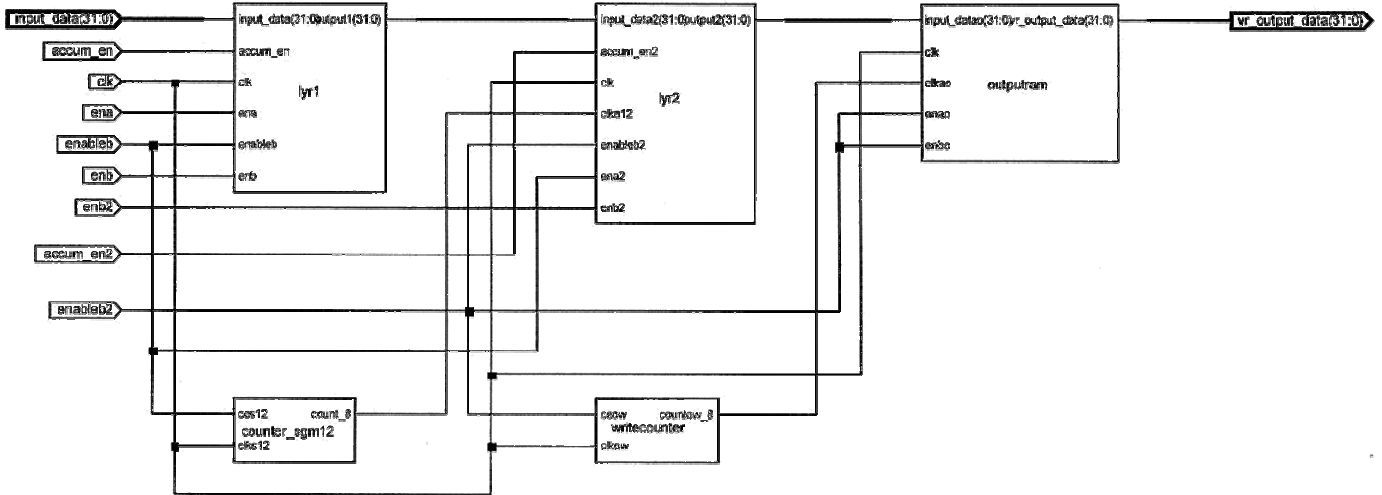 input_data(31:0)
accum_en
clk
ena
enableb
enb
enb2
accum_en2
enableb2
input_data(31:0) output1(31:0)
accum_en
clk
lyr1
ena
enableb
enb
input_data2(31:0) output2(31:0)
accum_en2
clk
lyr2
clks12
enableb2
ena2
enb2
input_datao(31:0) vr_output_data(31:0)
clk
clkao
outputram
enao
enbo
vr_output_data(31:0)
ces12 count_8
counter_sgm12
clks12
ceow countow_8
writecounter
clkow